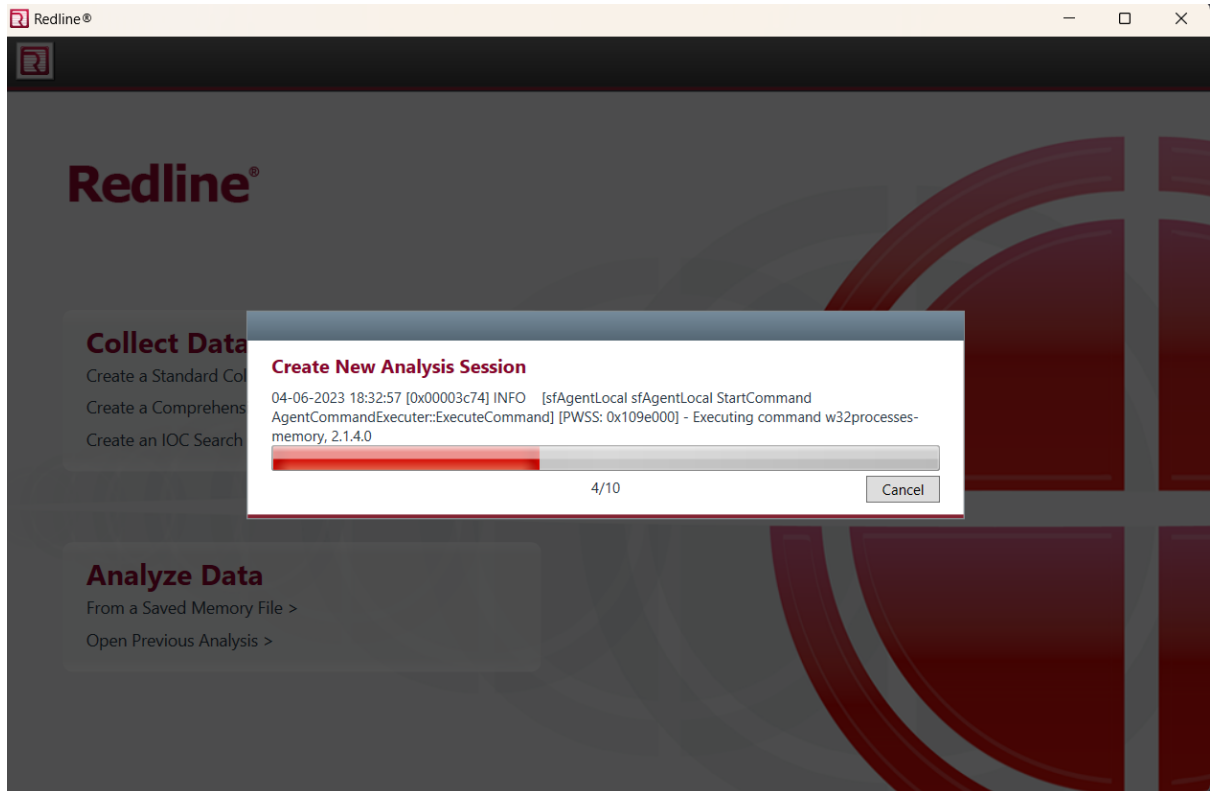 Redline®
Redline®
Collect Data
Create a Standard Col
Create a Comprehens
Create an IOC Search
Create New Analysis Session
04-06-2023 18:32:57 [0x00003c74] INFO [sfAgentLocal sfAgentLocal StartCommand
AgentCommandExecuter::ExecuteCommand] [PWSS: 0x109e000] - Executing command w32processes-
memory, 2.1.4.0
4/10
Cancel
Analyze Data
From a Saved Memory File >
Open Previous Analysis >